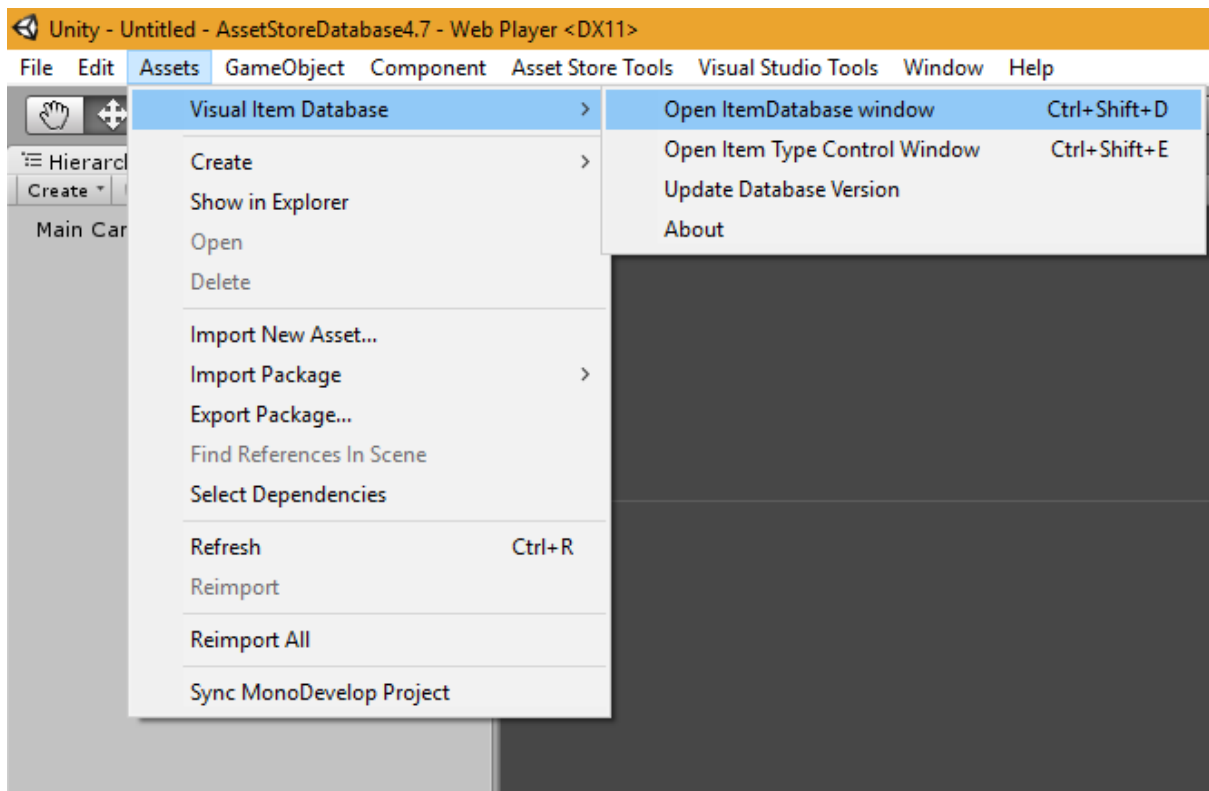 Unity - Untitled - AssetStoreDatabase4.7 - Web Player <DX11>
File Edit Assets GameObject Component Asset Store Tools Visual Studio Tools Window Help
Visual Item Database
Open ItemDatabase window Ctrl+Shift+D
Open Item Type Control Window Ctrl+Shift+E
Update Database Version
About
Create
Show in Explorer
Open
Delete
Import New Asset...
Import Package
Export Package...
Find References In Scene
Select Dependencies
Refresh Ctrl+R
Reimport
Reimport All
Sync MonoDevelop Project
Create
Main